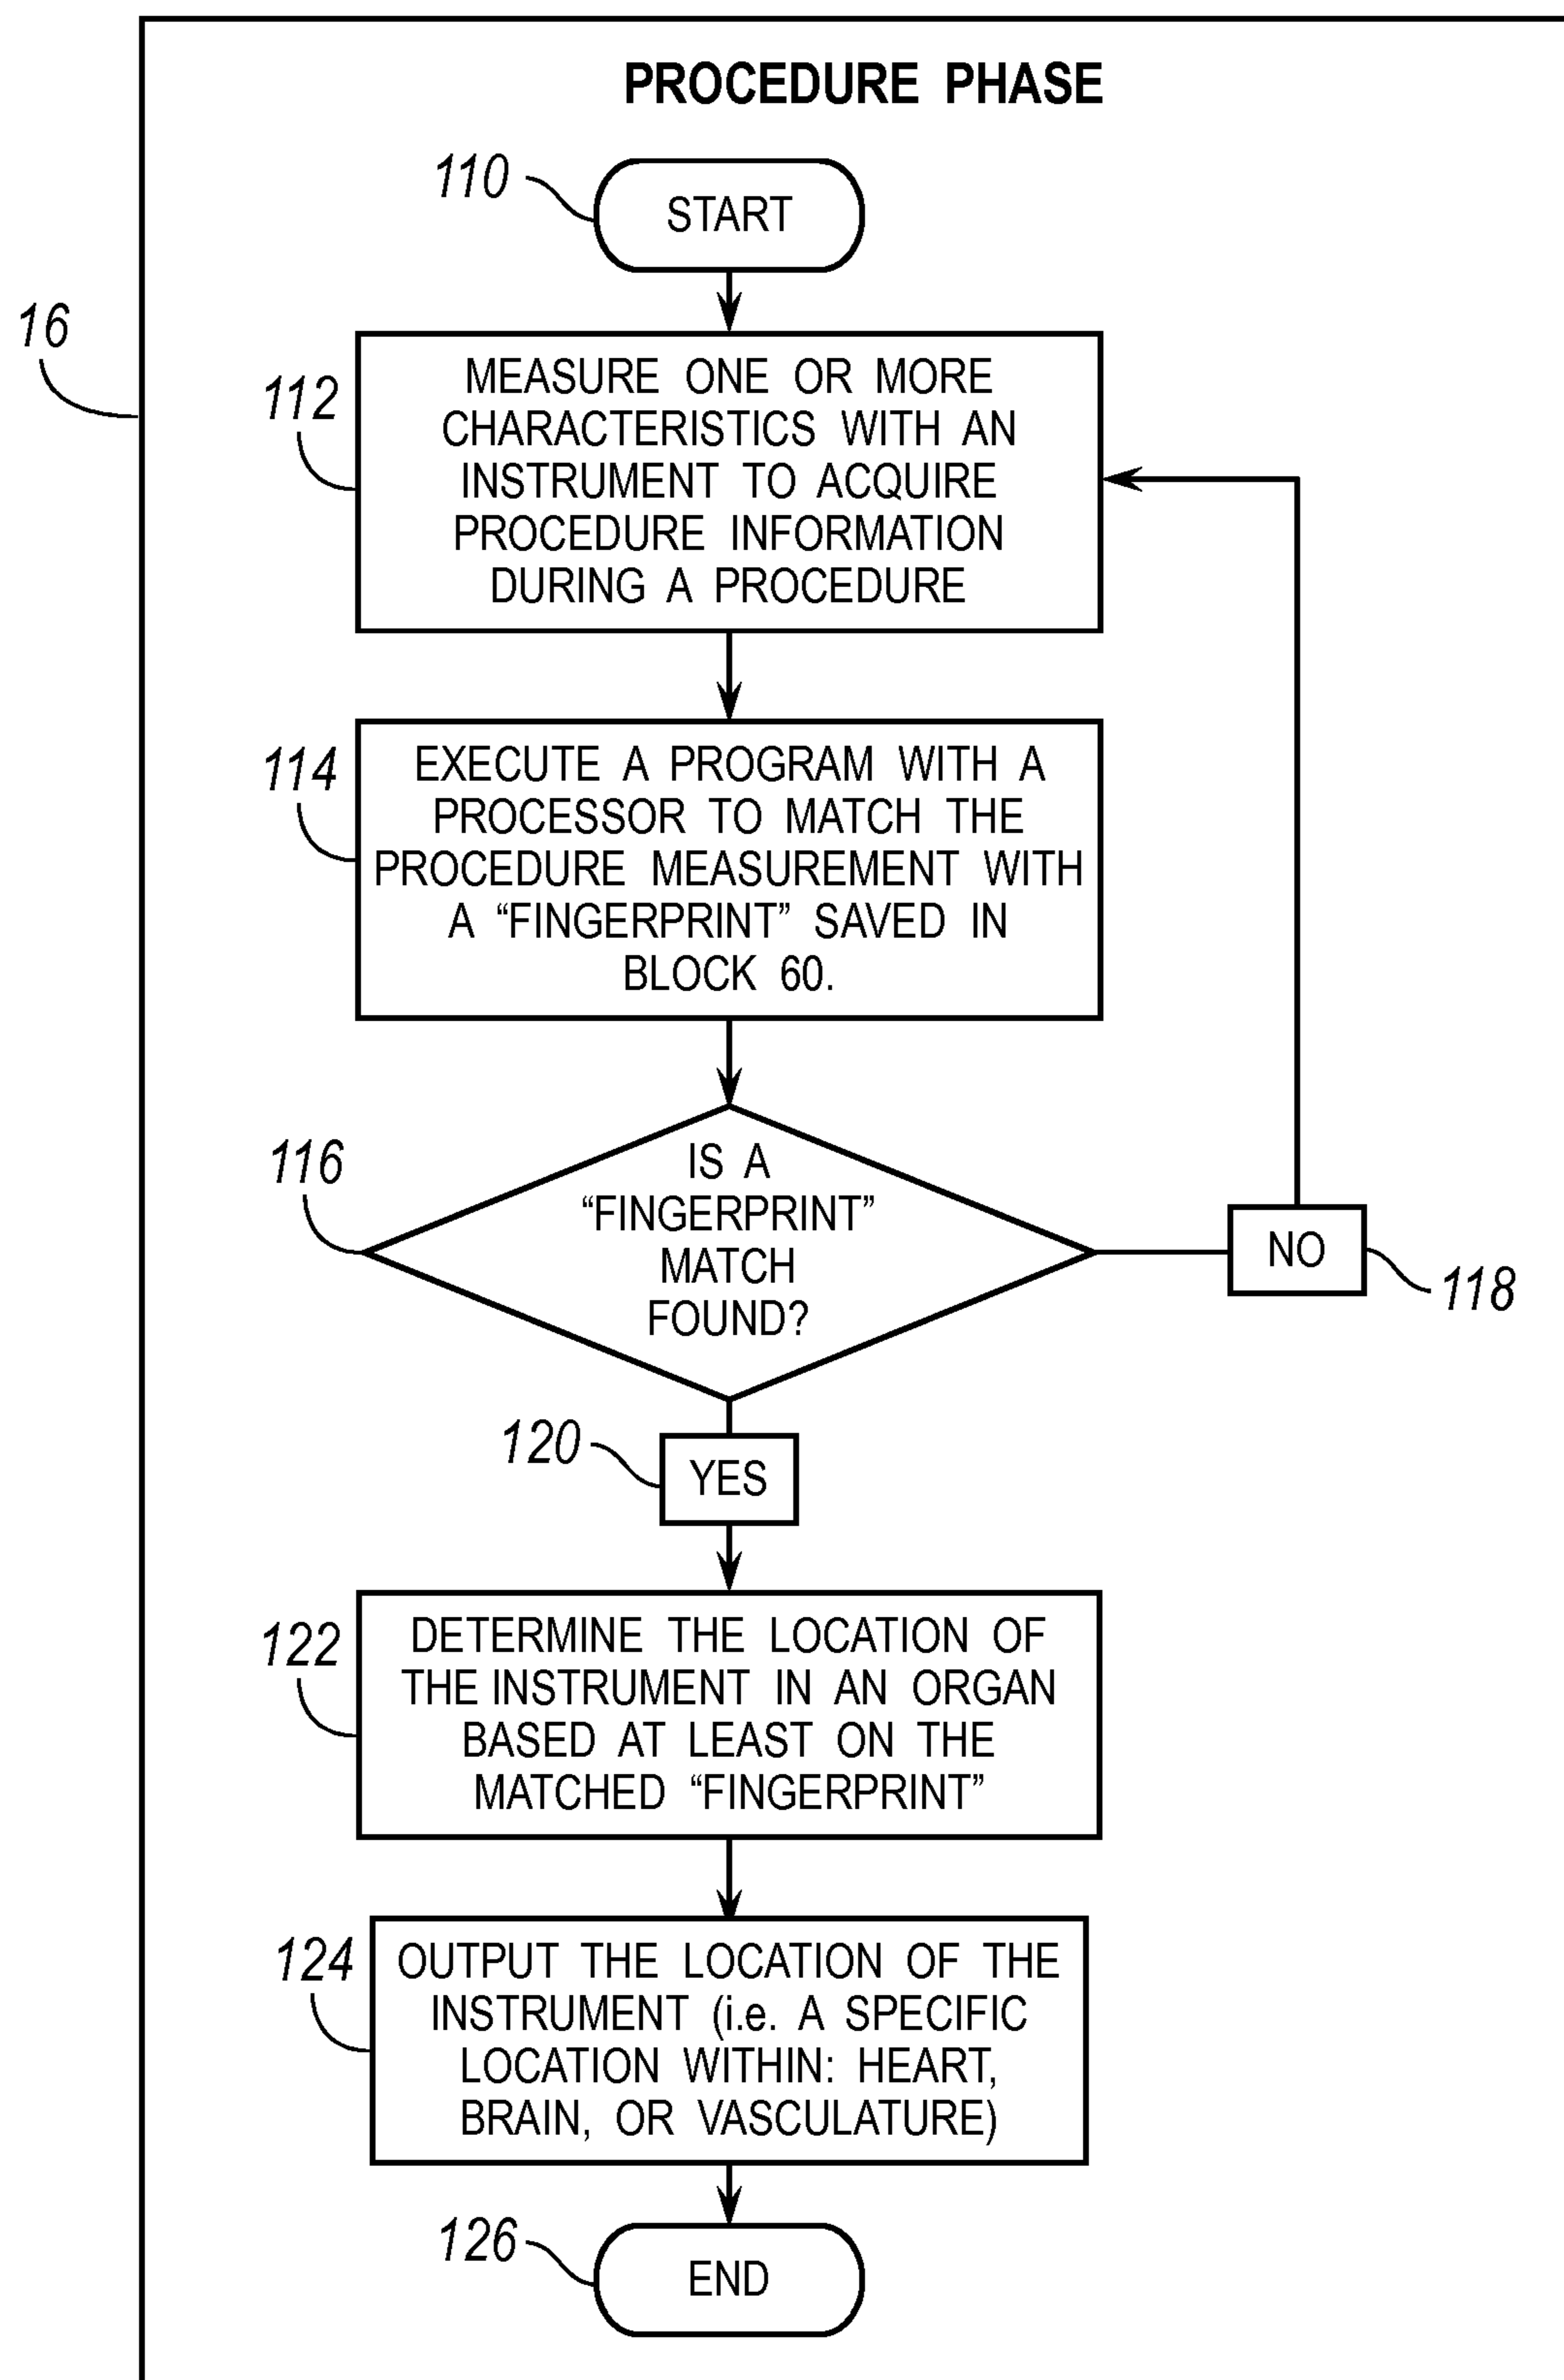 PROCEDURE PHASE
110
START
16
112
MEASURE ONE OR MORE
CHARACTERISTICS WITH AN
INSTRUMENT TO ACQUIRE
PROCEDURE INFORMATION
DURING A PROCEDURE
114
EXECUTE A PROGRAM WITH A
PROCESSOR TO MATCH THE
PROCEDURE MEASUREMENT WITH
A “FINGERPRINT” SAVED IN
BLOCK 60.
116
IS A
“FINGERPRINT”
MATCH
FOUND?
NO
118
120
YES
122
DETERMINE THE LOCATION OF
THE INSTRUMENT IN AN ORGAN
BASED AT LEAST ON THE
MATCHED “FINGERPRINT”
124
OUTPUT THE LOCATION OF THE
INSTRUMENT (i.e. A SPECIFIC
LOCATION WITHIN: HEART,
BRAIN, OR VASCULATURE)
126
END